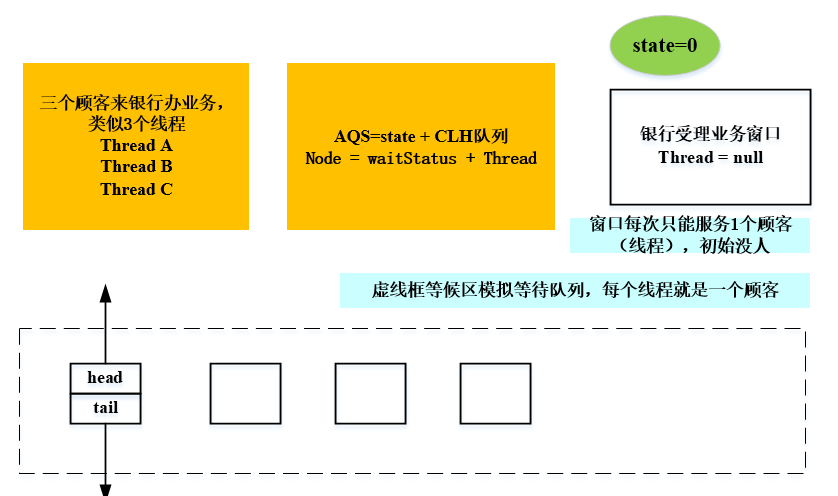 state=0
三个顾客来银行办业务，
类似3个线程
Thread A
Thread B
Thread C
AQS=state + CLH队列
Node = waitStatus + Thread
银行受理业务窗口
Thread = null
窗口每次只能服务1个顾客
（线程），初始没人
虚线框等候区模拟等待队列，每个线程就是一个顾客
head
tail